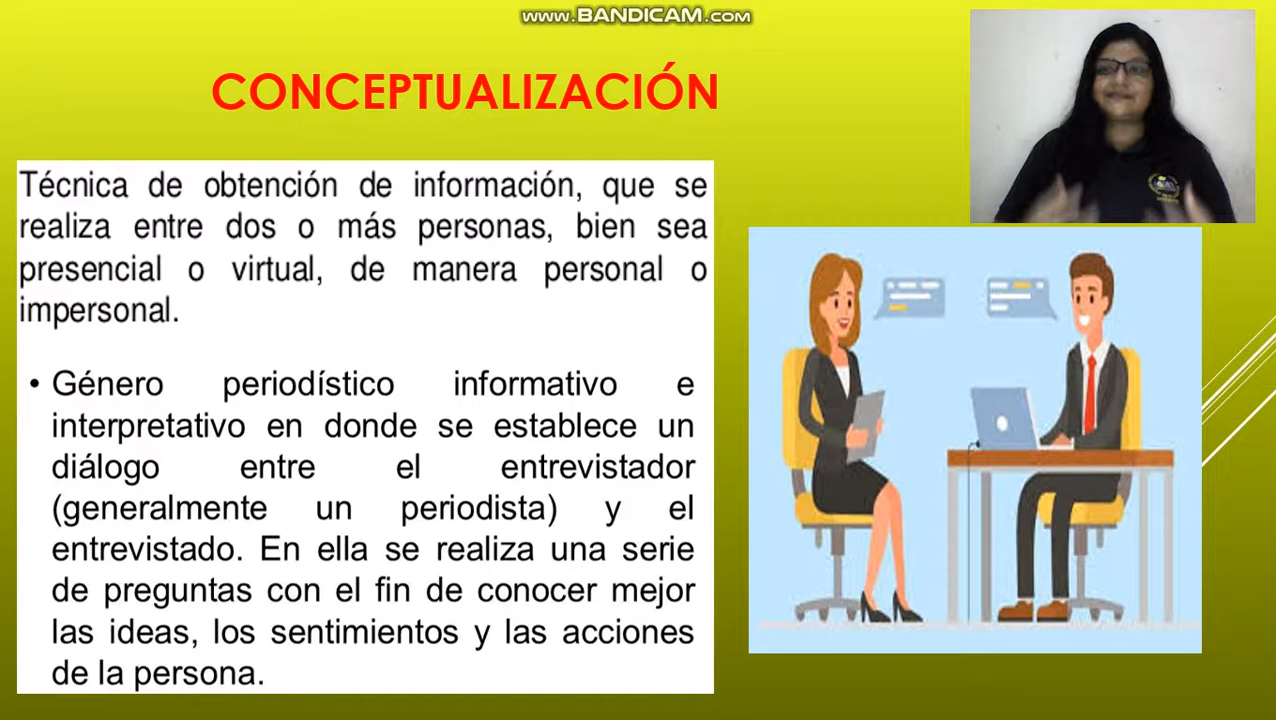 WWW.BANDICAM.COM
CONCEPTUALIZACIÓN
Técnica de obtención de información, que se
realiza entre dos o más personas, bien sea
presencial o virtual, de manera personal o
impersonal.
• Género periodístico informativo e
interpretativo en donde se establece un
diálogo entre el entrevistador
(generalmente un periodista) y el
entrevistado. En ella se realiza una serie
de preguntas con el fin de conocer mejor
las ideas, los sentimientos y las acciones
de la persona.